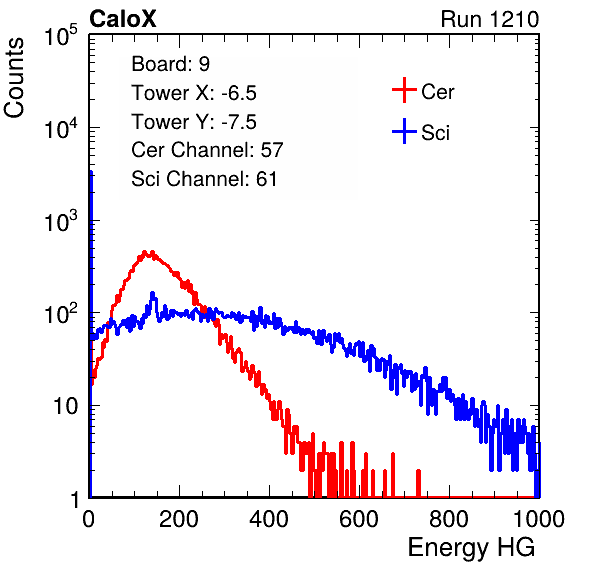 CaloX Run 1210
Counts
Board: 9
Tower X: -6.5
Tower Y: -7.5
Cer Channel: 57
Sci Channel: 61
Cer
Sci
10^5
10^4
10^3
10^2
10
1
0 200 400 600 800 1000
Energy HG